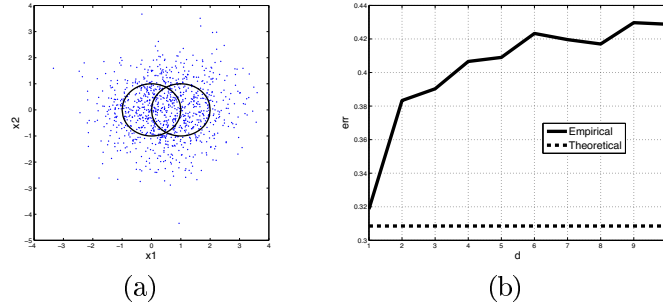 4
3
2
1
0
−1
−2
−3
−4
−5
−4 −3 −2 −1 0 1 2 3 4
x1
x2
(a)
0.44
0.42
0.4
0.38
0.36
0.34
0.32
0.3
1 2 3 4 5 6 7 8 9
d
err
Empirical
Theoretical
(b)